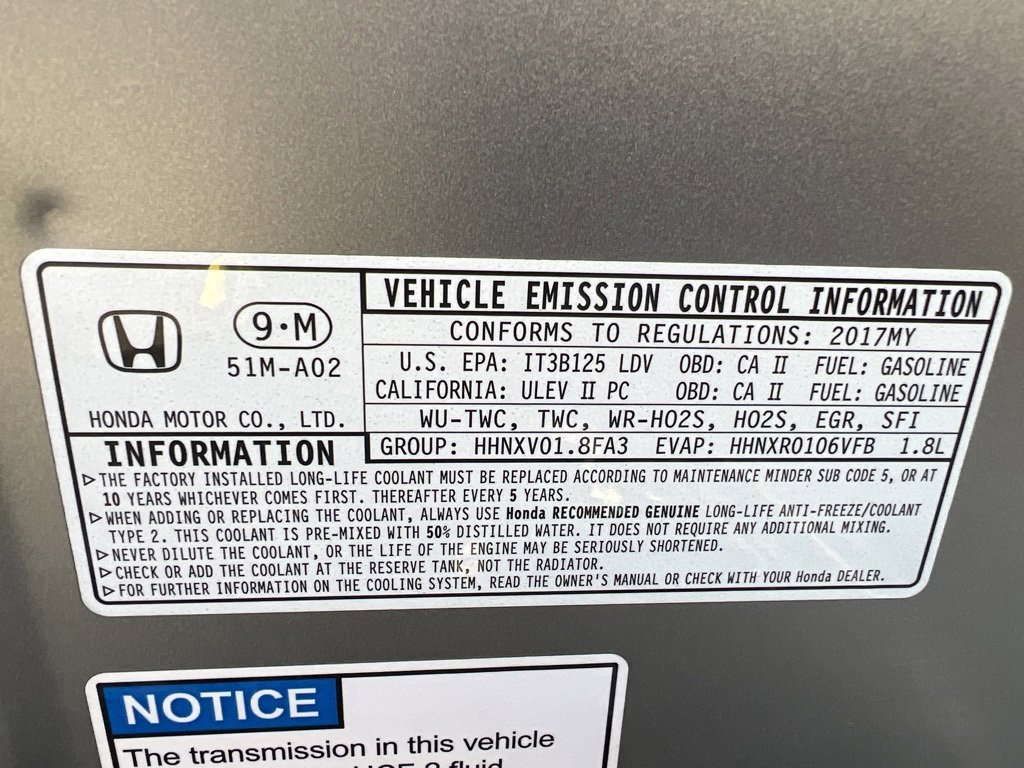 9·M
51M-A02
HONDA MOTOR CO., LTD.
VEHICLE EMISSION CONTROL INFORMATION
CONFORMS TO REGULATIONS: 2017MY
U.S. EPA: IT3B125 LDV OBD: CA II FUEL: GASOLINE
CALIFORNIA: ULEV II PC OBD: CA II FUEL: GASOLINE
WU-TWC, TWC, WR-HO2S, HO2S, EGR, SFI
GROUP: HHNXV01.8FA3 EVAP: HHNXR0106VFB 1.8L
INFORMATION
▷THE FACTORY INSTALLED LONG-LIFE COOLANT MUST BE REPLACED ACCORDING TO MAINTENANCE MINDER SUB CODE 5, OR AT
10 YEARS WHICHEVER COMES FIRST. THEREAFTER EVERY 5 YEARS.
▷WHEN ADDING OR REPLACING THE COOLANT, ALWAYS USE Honda RECOMMENDED GENUINE LONG-LIFE ANTI-FREEZE/COOLANT
TYPE 2. THIS COOLANT IS PRE-MIXED WITH 50% DISTILLED WATER. IT DOES NOT REQUIRE ANY ADDITIONAL MIXING.
▷NEVER DILUTE THE COOLANT, OR THE LIFE OF THE ENGINE MAY BE SERIOUSLY SHORTENED.
▷CHECK OR ADD THE COOLANT AT THE RESERVE TANK, NOT THE RADIATOR.
▷FOR FURTHER INFORMATION ON THE COOLING SYSTEM, READ THE OWNER'S MANUAL OR CHECK WITH YOUR Honda DEALER.
NOTICE
The transmission in this vehicle
fluid